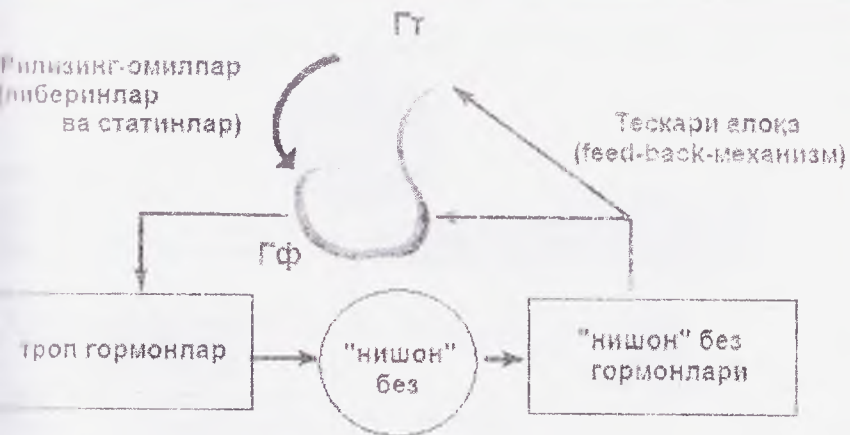 Гт
Рилизинг-омиллар
(либеринлар
ва статинлар)
Тескари алоқа
(feed-back-механизм)
Гф
троп гормонлар
"нишон"
без
"нишон" без
гормонлари